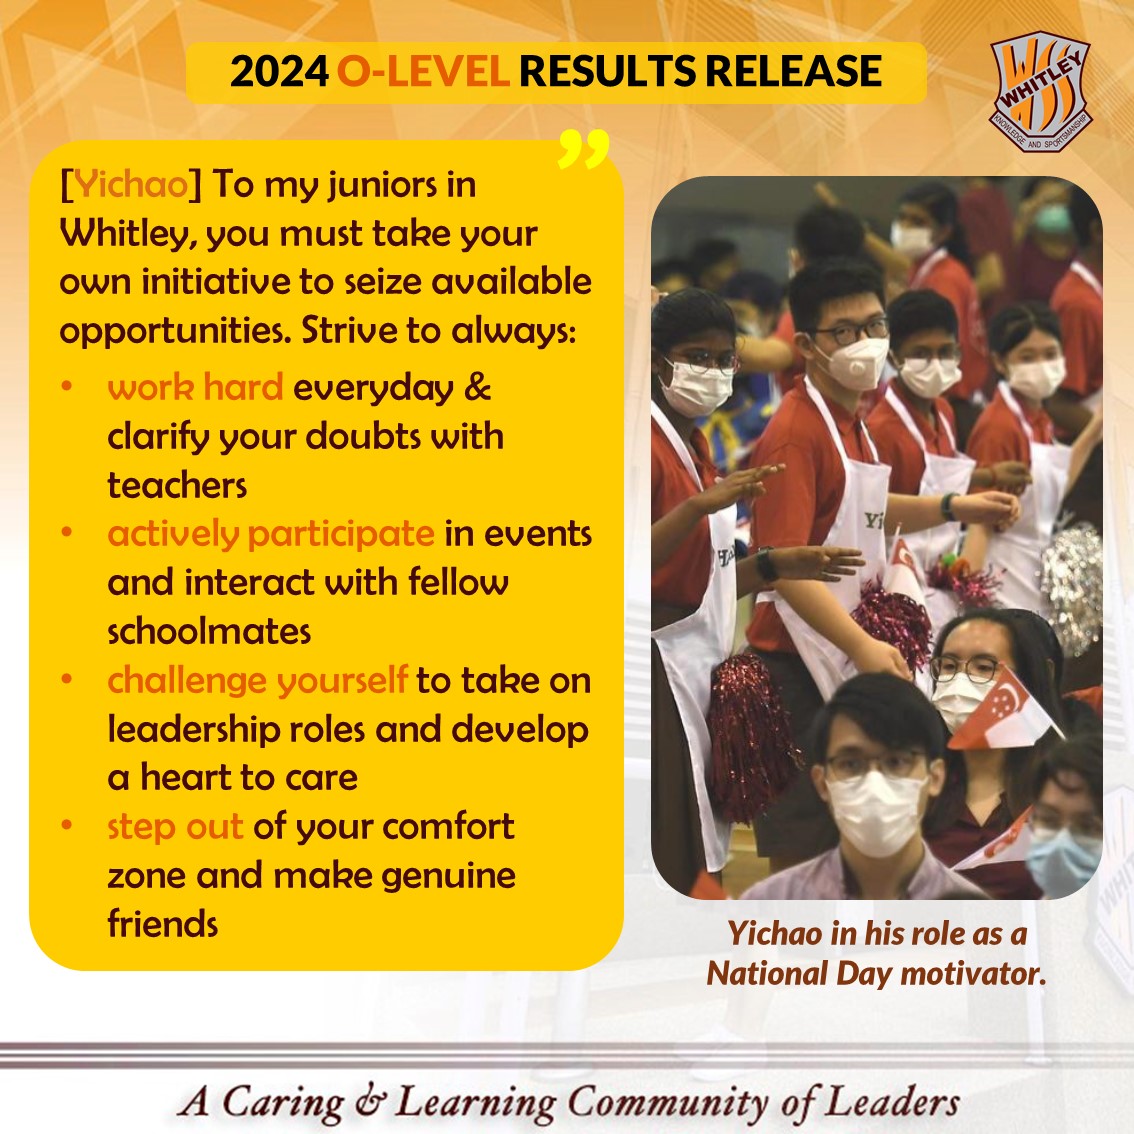 2024 O-LEVEL RESULTS RELEASE
WHITLEY
KNOWLEDGE AND SPORTSMANSHIP
”
[Yichao] To my juniors in
Whitley, you must take your
own initiative to seize available
opportunities. Strive to always:
• work hard everyday &
clarify your doubts with
teachers
• actively participate in events
and interact with fellow
schoolmates
• challenge yourself to take on
leadership roles and develop
a heart to care
• step out of your comfort
zone and make genuine
friends
Yi
Yichao in his role as a
National Day motivator.
A Caring & Learning Community of Leaders